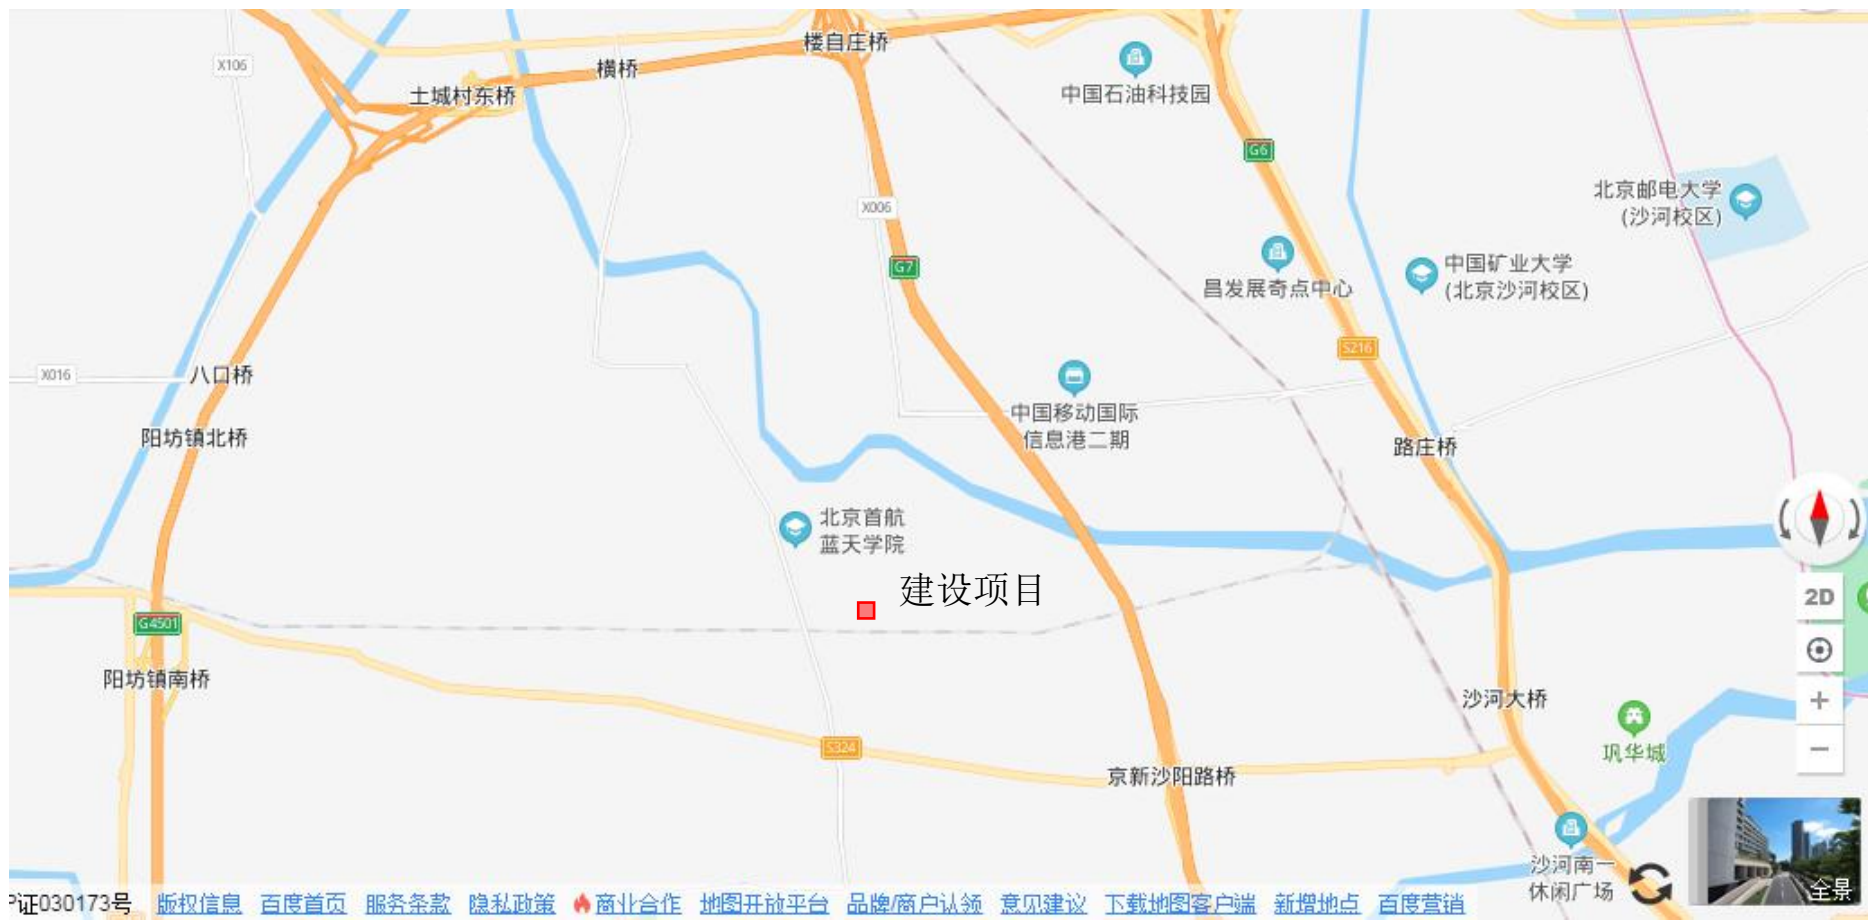 楼自庄桥
横桥
X106
土城村东桥
中国石油科技园
G6
北京邮电大学
(沙河校区)
X006
G7
中国矿业大学
(北京沙河校区)
昌发展奇点中心
S216
X016
八口桥
中国移动国际
信息港二期
阳坊镇北桥
路庄桥
北京首航
蓝天学院
建设项目
2D
G4501
阳坊镇南桥
沙河大桥
S324
巩华城
京新沙阳路桥
沙河南一
休闲广场
全景
P证030173号 版权信息 百度首页 服务条款 隐私政策 商业合作 地图开放平台 品牌/商户认领 意见建议 下载地图客户端 新增地点 百度营销